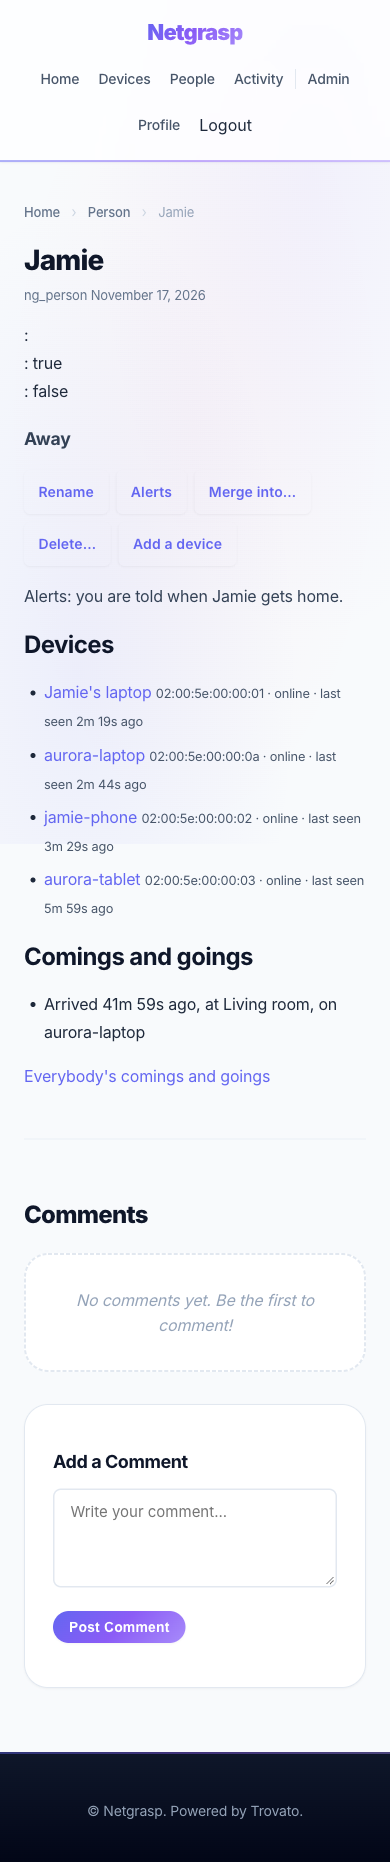 Netgrasp
Home Devices People Activity Admin
Profile Logout
Home › Person › Jamie
Jamie
ng_person November 17, 2026
:
: true
: false
Away
Rename Alerts Merge into...
Delete... Add a device
Alerts: you are told when Jamie gets home.
Devices
• Jamie's laptop 02:00:5e:00:00:01 · online · last
seen 2m 19s ago
• aurora-laptop 02:00:5e:00:00:0a · online · last
seen 2m 44s ago
• jamie-phone 02:00:5e:00:00:02 · online · last seen
3m 29s ago
• aurora-tablet 02:00:5e:00:00:03 · online · last seen
5m 59s ago
Comings and goings
• Arrived 41m 59s ago, at Living room, on
aurora-laptop
Everybody's comings and goings
Comments
No comments yet. Be the first to
comment!
Add a Comment
Write your comment...
Post Comment
© Netgrasp. Powered by Trovato.